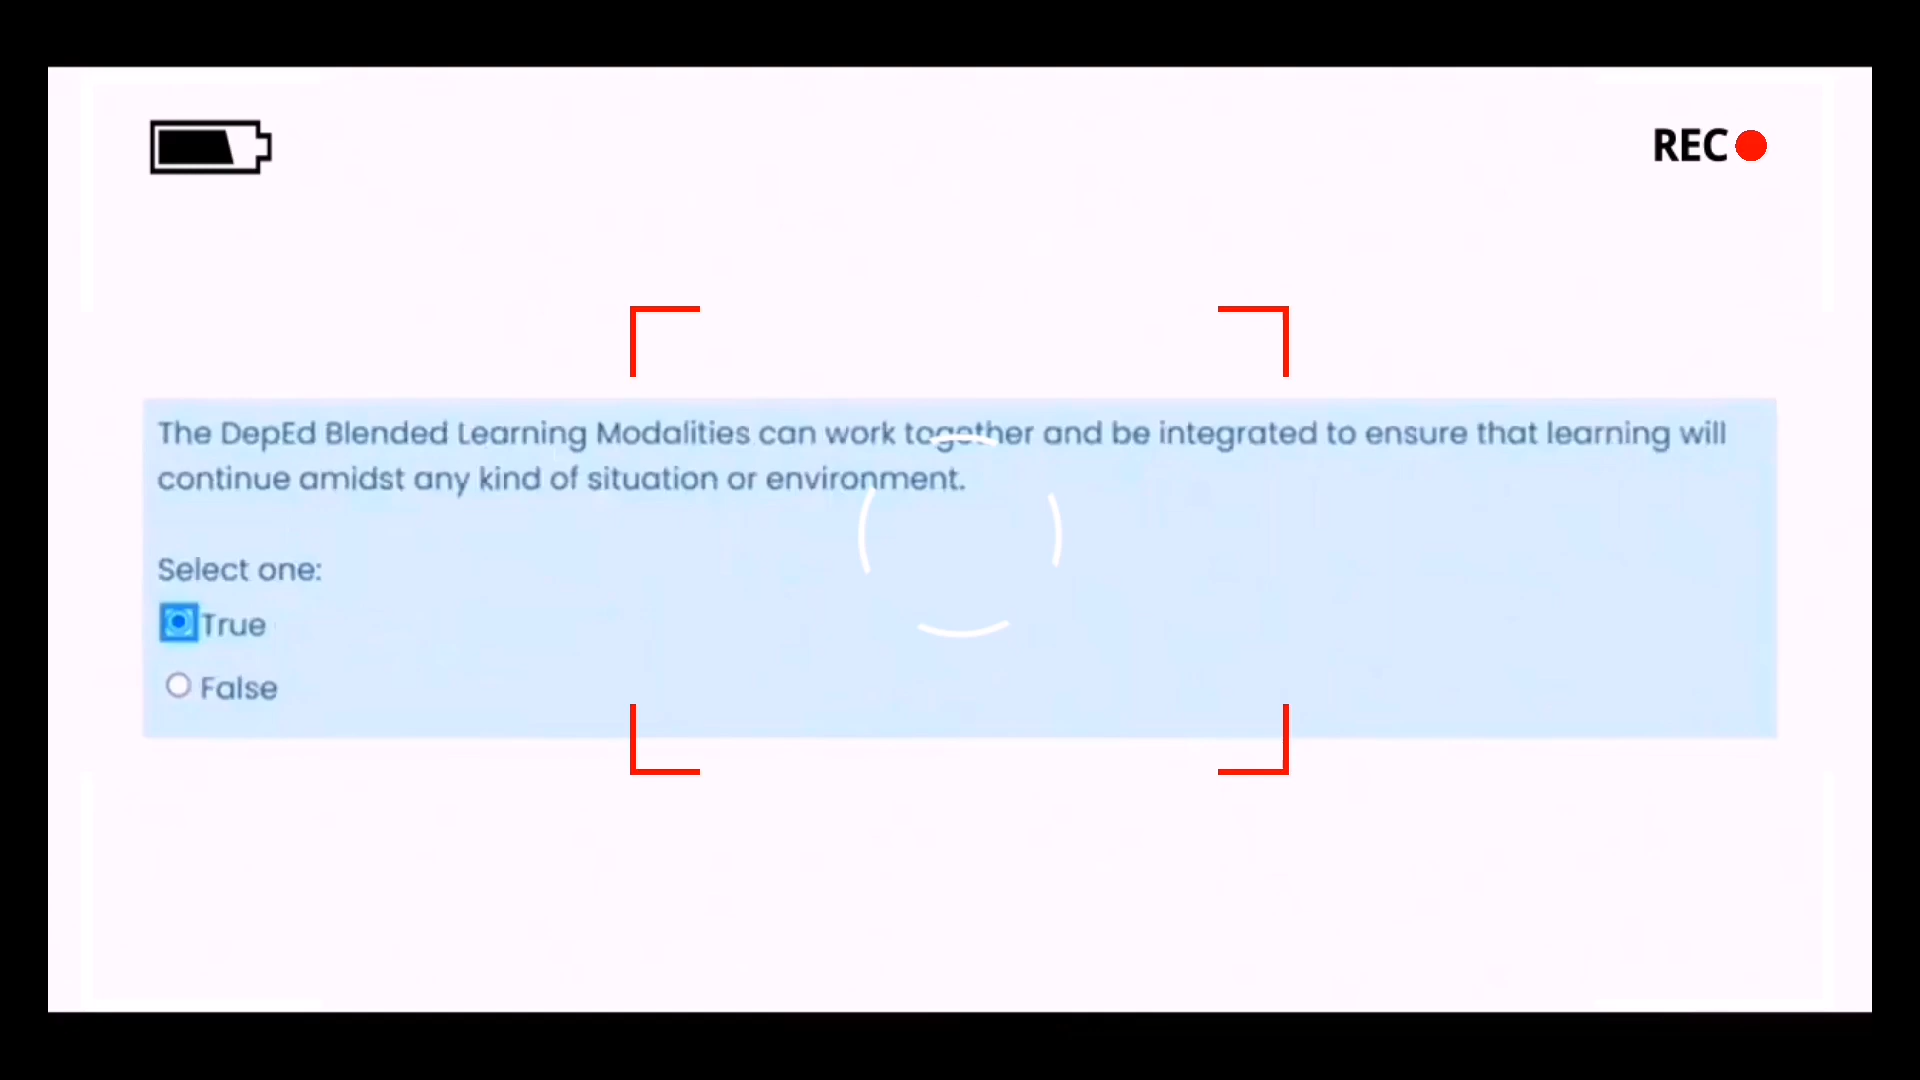 REC
The DepEd Blended Learning Modalities can work together and be integrated to ensure that learning will
continue amidst any kind of situation or environment.
Select one:
True
False